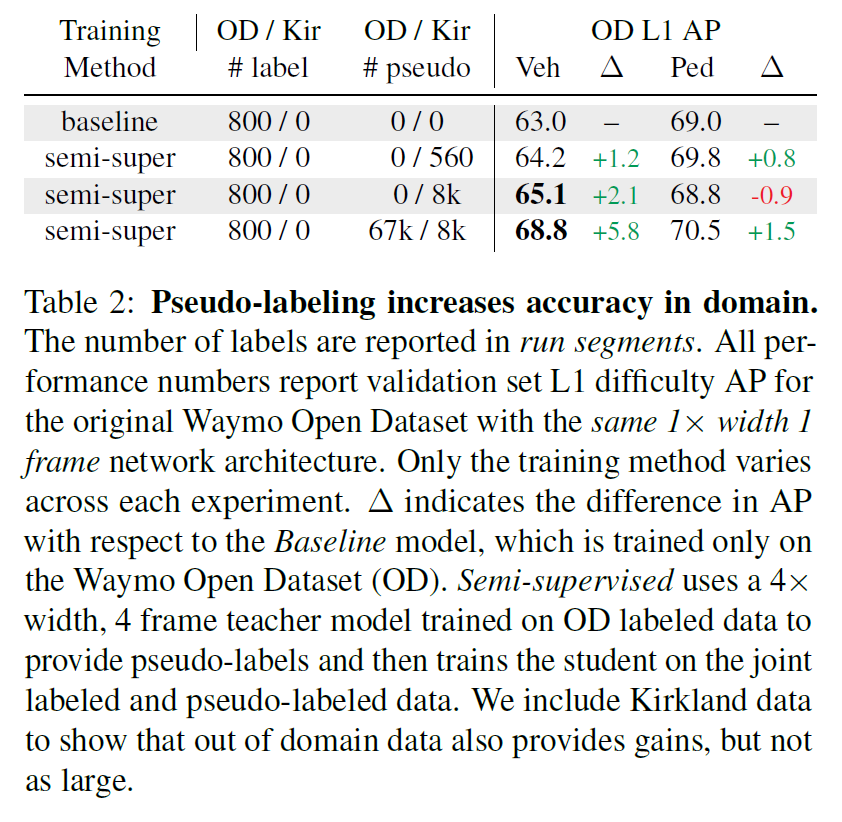 Training | OD / Kir OD / Kir | OD L1 AP
Method | # label # pseudo | Veh Δ Ped Δ
baseline 800 / 0 0 / 0 63.0 – 69.0 –
semi-super 800 / 0 0 / 560 64.2 +1.2 69.8 +0.8
semi-super 800 / 0 0 / 8k 65.1 +2.1 68.8 -0.9
semi-super 800 / 0 67k / 8k 68.8 +5.8 70.5 +1.5
Table 2: Pseudo-labeling increases accuracy in domain.
The number of labels are reported in run segments. All per-
formance numbers report validation set L1 difficulty AP for
the original Waymo Open Dataset with the same 1× width 1
frame network architecture. Only the training method varies
across each experiment. Δ indicates the difference in AP
with respect to the Baseline model, which is trained only on
the Waymo Open Dataset (OD). Semi-supervised uses a 4×
width, 4 frame teacher model trained on OD labeled data to
provide pseudo-labels and then trains the student on the joint
labeled and pseudo-labeled data. We include Kirkland data
to show that out of domain data also provides gains, but not
as large.